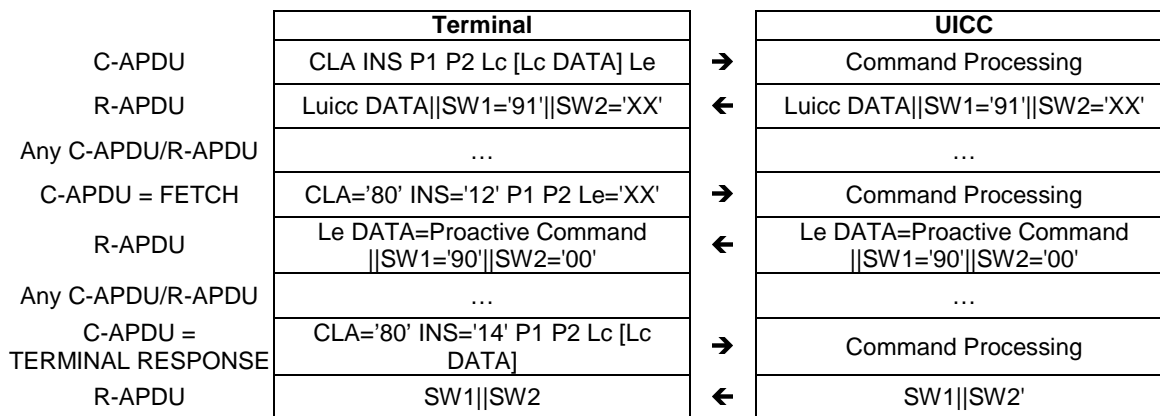 Terminal UICC
C-APDU CLA INS P1 P2 Lc [Lc DATA] Le ➔ Command Processing
R-APDU Luicc DATA||SW1='91'||SW2='XX' ← Luicc DATA||SW1='91'||SW2='XX'
Any C-APDU/R-APDU … …
C-APDU = FETCH CLA='80’ INS='12' P1 P2 Le='XX' ➔ Command Processing
R-APDU Le DATA=Proactive Command ← Le DATA=Proactive Command
||SW1='90'||SW2='00' ||SW1='90'||SW2='00'
Any C-APDU/R-APDU … …
C-APDU = CLA=’80’ INS='14' P1 P2 Lc [Lc ➔ Command Processing
TERMINAL RESPONSE DATA]
R-APDU SW1||SW2 ← SW1||SW2'